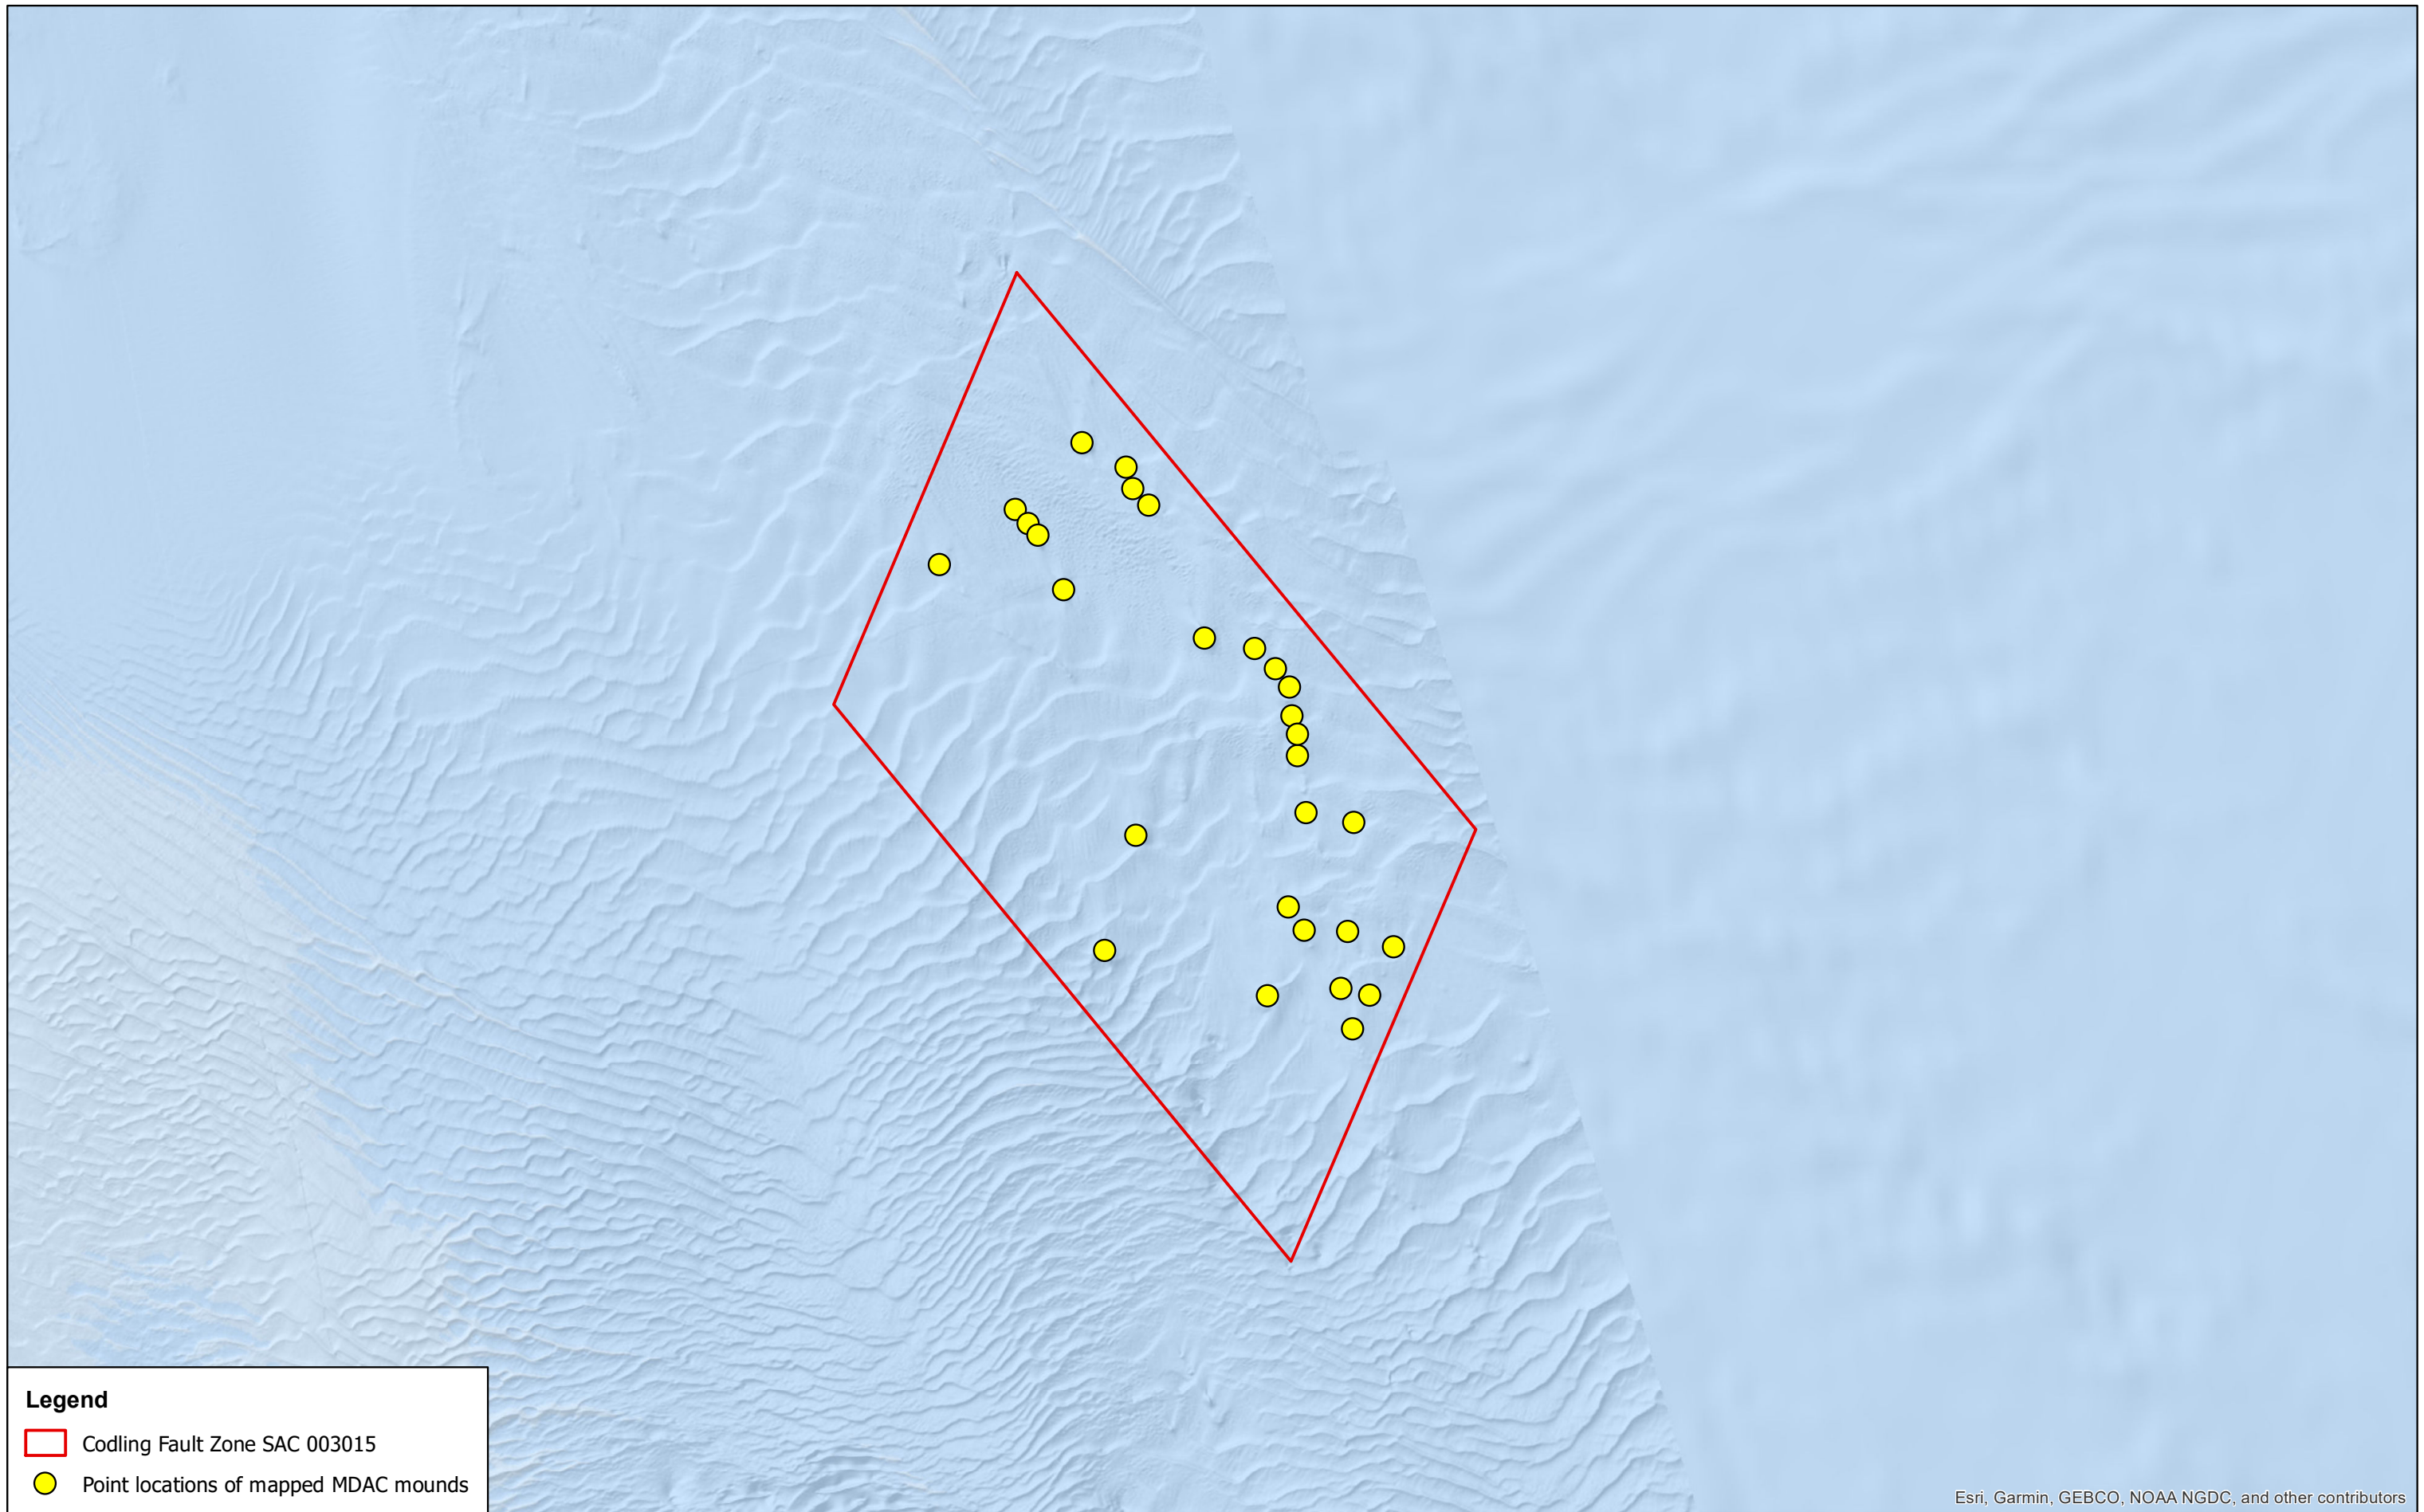 Legend
Codling Fault Zone SAC 003015
Point locations of mapped MDAC mounds
Esri, Garmin, GEBCO, NOAA NGDC, and other contributors